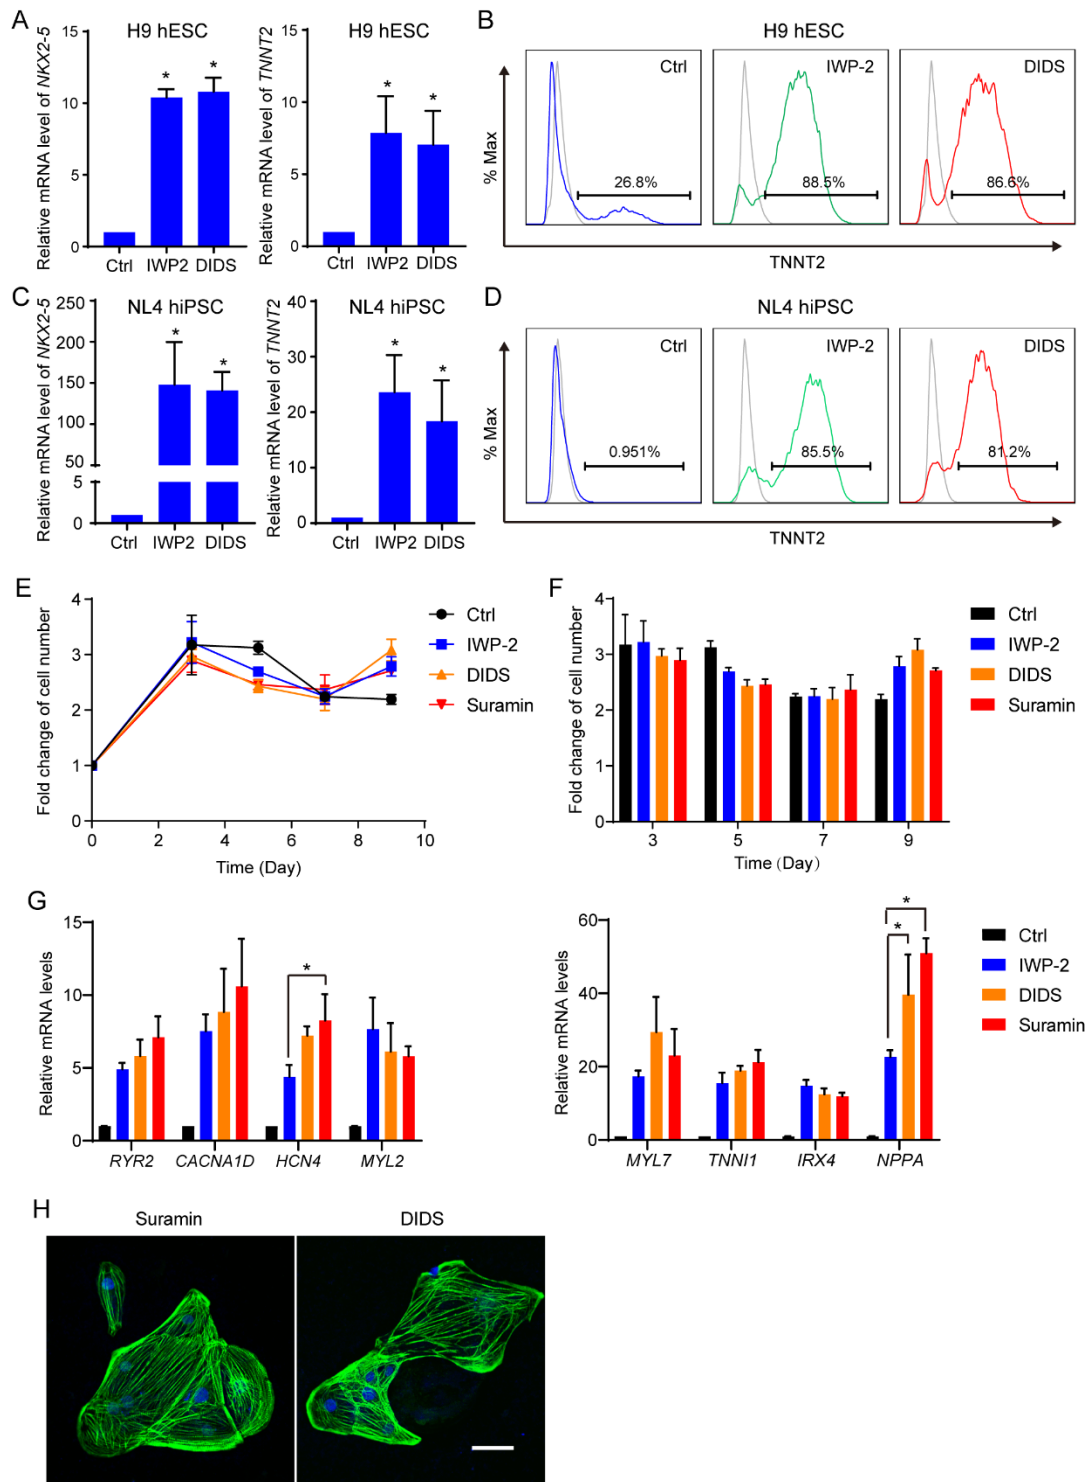 A
H9 hESC
H9 hESC
Relative mRNA level of NKX2-5
15
10
5
0
*
*
Ctrl
IWP2
DIDS
Relative mRNA level of TNNT2
15
10
5
0
*
*
Ctrl
IWP2
DIDS
B
H9 hESC
% Max
Ctrl
26.8%
IWP-2
88.5%
DIDS
86.6%
TNNT2
C
NL4 hiPSC
Relative mRNA level of NKX2-5
250
200
150
100
50
5
0
*
*
Ctrl
IWP2
DIDS
Relative mRNA level of TNNT2
40
30
20
10
0
*
*
Ctrl
IWP2
DIDS
D
NL4 hiPSC
% Max
Ctrl
0.951%
IWP-2
85.5%
DIDS
81.2%
TNNT2
E
Fold change of cell number
4
3
2
1
0
0
2
4
6
8
10
Time (Day)
Ctrl
IWP-2
DIDS
Suramin
F
Fold change of cell number
4
3
2
1
0
3
5
7
9
Time (Day)
Ctrl
IWP-2
DIDS
Suramin
G
Relative mRNA levels
15
10
5
0
*
RYR2
CACNA1D
HCN4
MYL2
Relative mRNA levels
60
40
20
0
*
*
MYL7
TNNI1
IRX4
NPPA
Ctrl
IWP-2
DIDS
Suramin
H
Suramin
DIDS